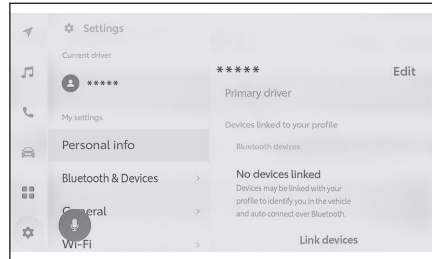 Settings
Current driver
*****
My settings
Personal info
Bluetooth & Devices
General
Wi-Fi
*****
Edit
Primary driver
Devices linked to your profile
Bluetooth devices
No devices linked
Devices may be linked with your
profile to identify you in the vehicle
and auto connect over Bluetooth.
Link devices